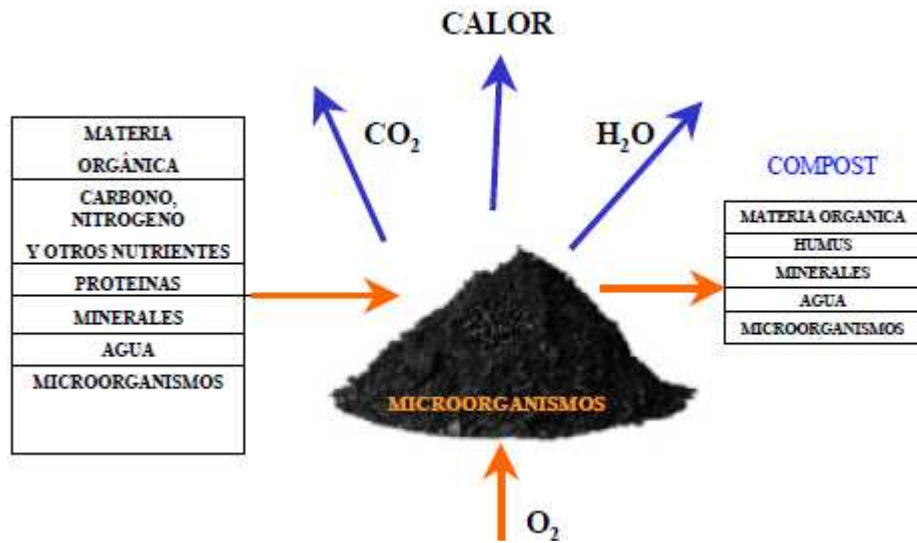 CALOR
CO₂
H₂O
MATERIA
ORGÁNICA
CARBONO,
NITROGENO
Y OTROS NUTRIENTES
PROTEINAS
MINERALES
AGUA
MICROORGANISMOS
COMPOST
MATERIA ORGANICA
HUMUS
MINERALES
AGUA
MICROORGANISMOS
MICROORGANISMOS
O₂